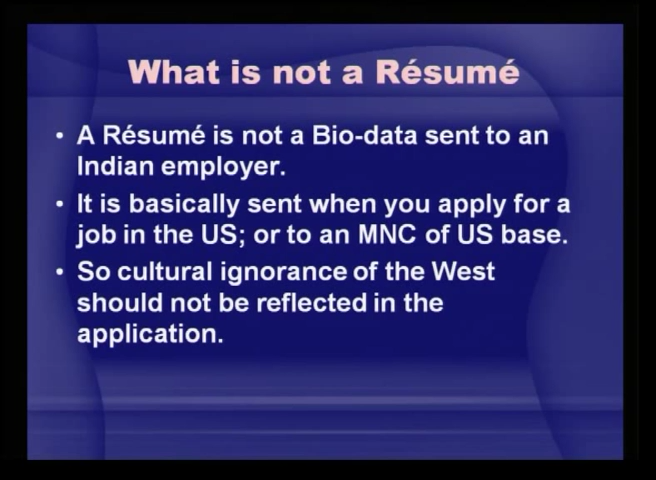 What is not a Résumé
• A Résumé is not a Bio-data sent to an
Indian employer.
• It is basically sent when you apply for a
job in the US; or to an MNC of US base.
• So cultural ignorance of the West
should not be reflected in the
application.